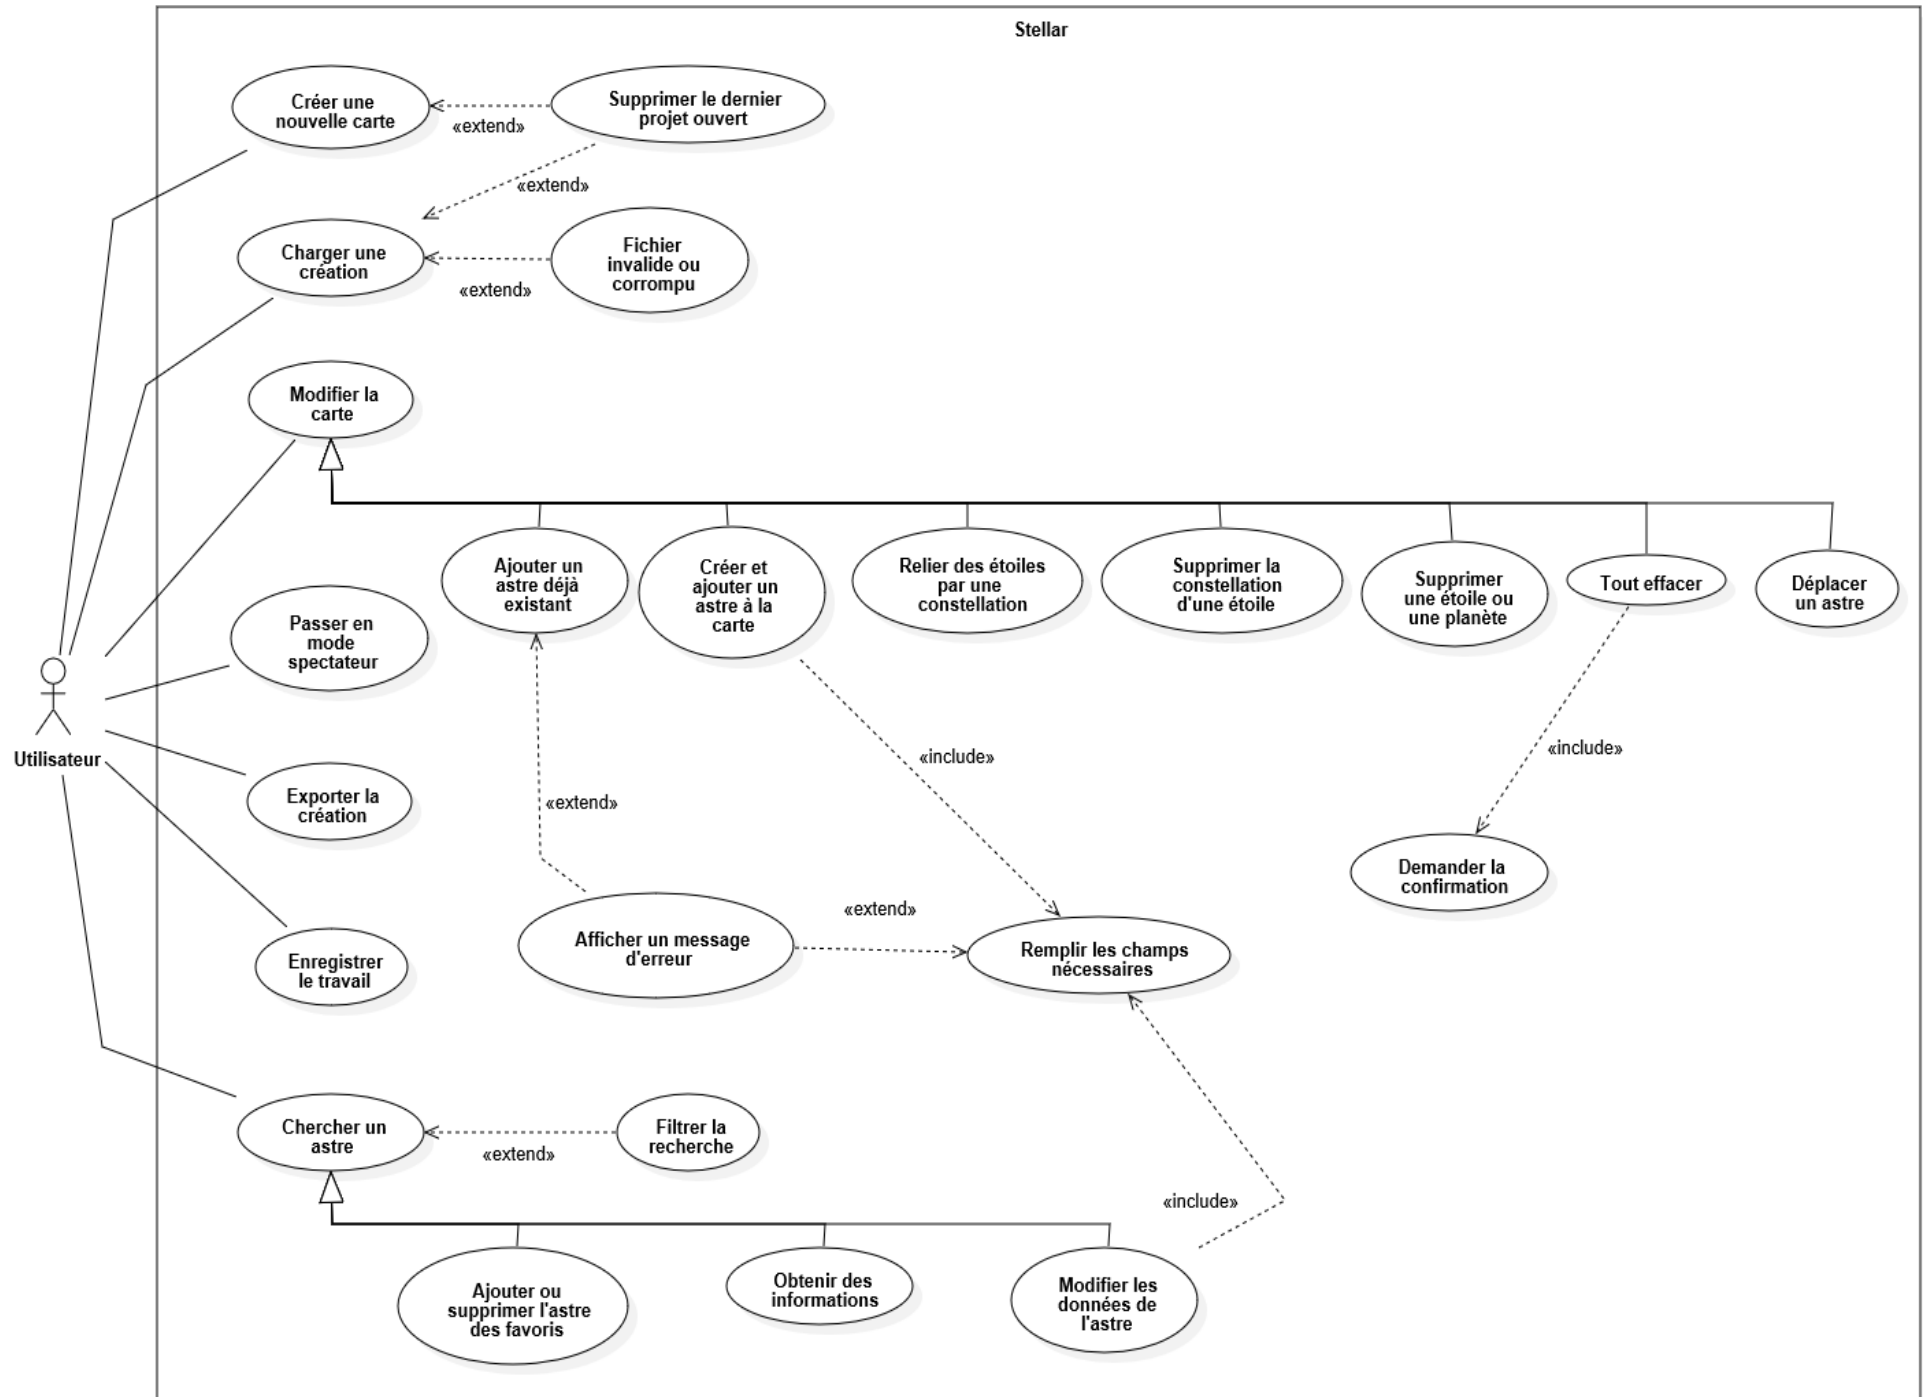 Stellar
Créer une
nouvelle carte
«extend»
Supprimer le dernier
projet ouvert
«extend»
Charger une
création
«extend»
Fichier
invalide ou
corrompu
Modifier la
carte
Ajouter un
astre déjà
existant
Créer et
ajouter un
astre à la
carte
Relier des étoiles
par une
constellation
Supprimer la
constellation
d'une étoile
Supprimer
une étoile ou
une planète
Tout effacer
Déplacer
un astre
Passer en
mode
spectateur
Utilisateur
«include»
«include»
Exporter la
création
«extend»
Demander la
confirmation
Afficher un message
d'erreur
«extend»
Remplir les champs
nécessaires
Enregistrer
le travail
Chercher un
astre
«extend»
Filtrer la
recherche
«include»
Ajouter ou
supprimer l'astre
des favoris
Obtenir des
informations
Modifier les
données de
l'astre